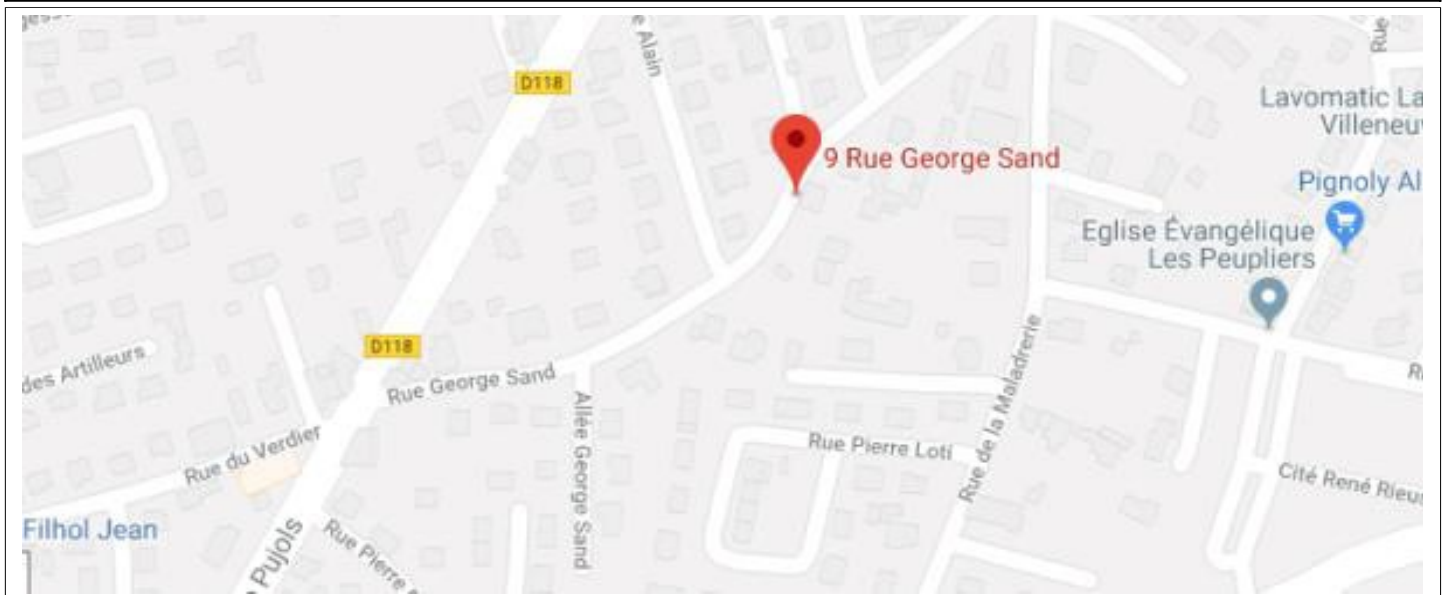 Alain
Rue
D118
Lavomatic La
Villeneuv
9 Rue George Sand
Pignoly Al
Eglise Évangélique
Les Peupliers
D118
des Artilleurs
Rue George Sand
Rue de la Maladrerie
Allée George Sand
Rue du Verdier
Rue Pierre Loti
Cité René Rieus
Filhol Jean
Pujols
Rue Pierre